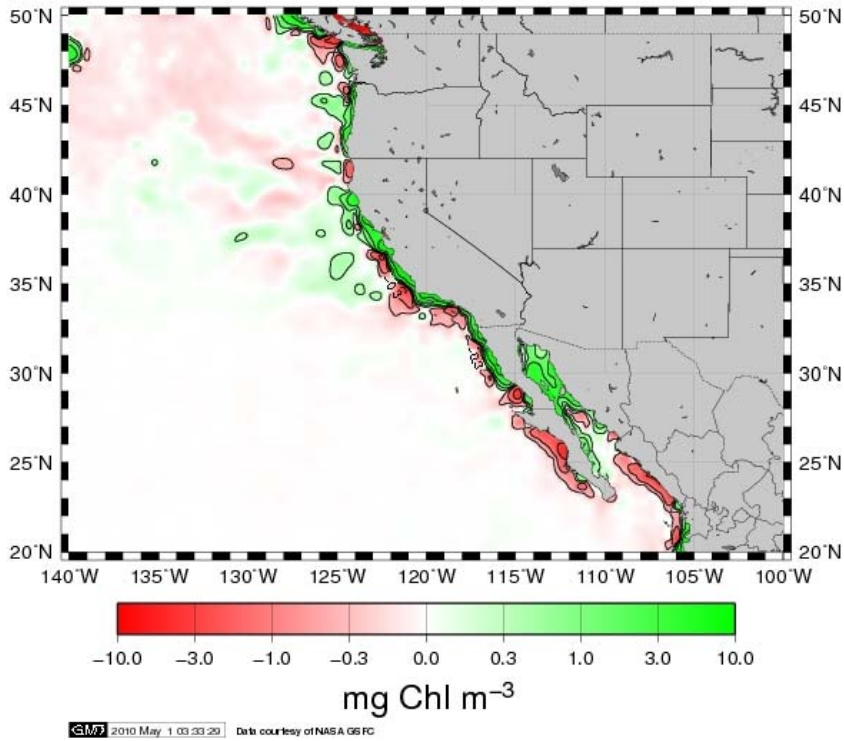 50°N 50°N
45°N 45°N
40°N 40°N
35°N 35°N
30°N 30°N
25°N 25°N
20°N 20°N
140°W 135°W 130°W 125°W 120°W 115°W 110°W 105°W 100°W
−10.0 −3.0 −1.0 −0.3 0.0 0.3 1.0 3.0 10.0
mg Chl m⁻³
GMT 2010 May 1 03:33:29 Data courtesy of NASA GSFC